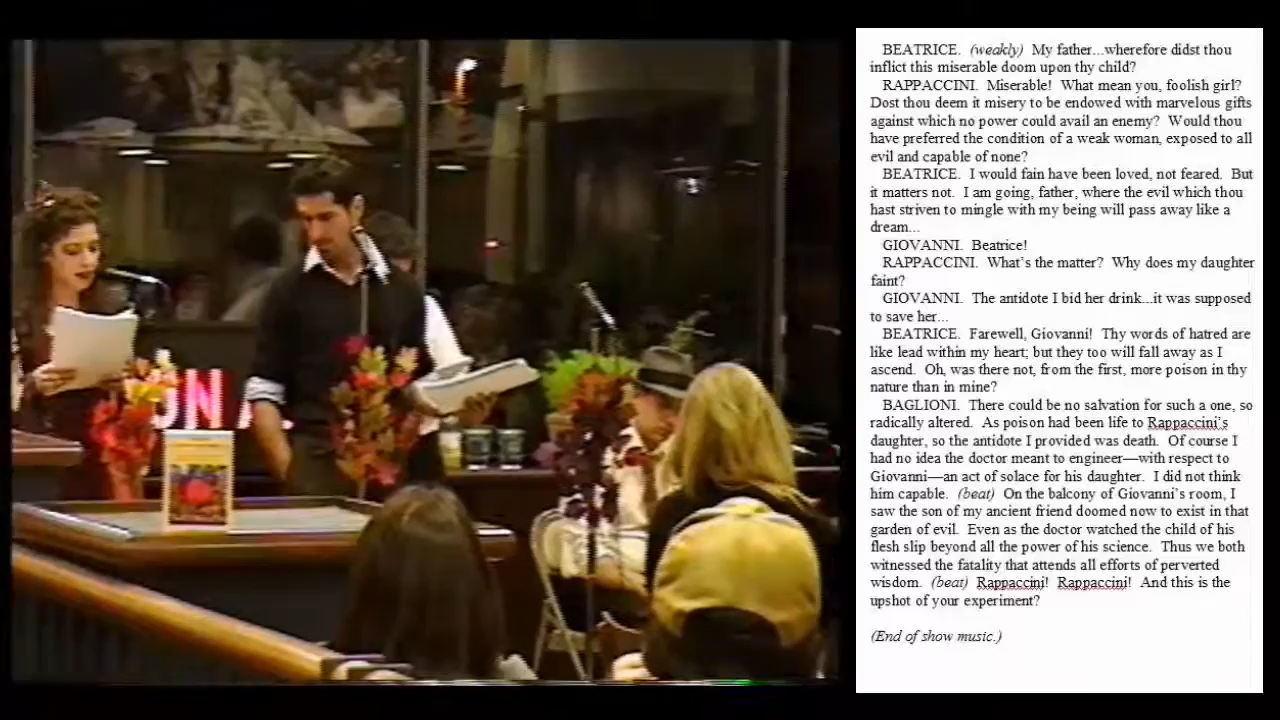 BEATRICE. (weakly) My father...wherefore didst thou
inflict this miserable doom upon thy child?
RAPPACCINI. Miserable! What mean you, foolish girl?
Dost thou deem it misery to be endowed with marvelous gifts
against which no power could avail an enemy? Would thou
have preferred the condition of a weak woman, exposed to all
evil and capable of none?
BEATRICE. I would fain have been loved, not feared. But
it matters not. I am going, father, where the evil which thou
hast striven to mingle with my being will pass away like a
dream...
GIOVANNI. Beatrice!
RAPPACCINI. What's the matter? Why does my daughter
faint?
GIOVANNI. The antidote I bid her drink...it was supposed
to save her...
BEATRICE. Farewell, Giovanni! Thy words of hatred are
like lead within my heart; but they too will fall away as I
ascend. Oh, was there not, from the first, more poison in thy
nature than in mine?
BAGLIONI. There could be no salvation for such a one, so
radically altered. As poison had been life to Rappaccini's
daughter, so the antidote I provided was death. Of course I
had no idea the doctor meant to engineer—with respect to
Giovanni—an act of solace for his daughter. I did not think
him capable. (beat) On the balcony of Giovanni's room, I
saw the son of my ancient friend doomed now to exist in that
garden of evil. Even as the doctor watched the child of his
flesh slip beyond all the power of his science. Thus we both
witnessed the fatality that attends all efforts of perverted
wisdom. (beat) Rappaccini! Rappaccini! And this is the
upshot of your experiment?
(End of show music.)